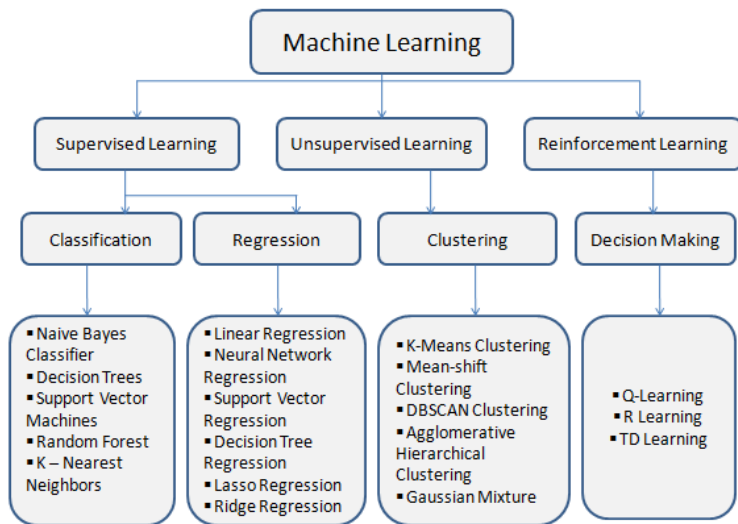 Machine Learning
Supervised Learning
Unsupervised Learning
Reinforcement Learning
Classification
Regression
Clustering
Decision Making
▪ Naive Bayes
Classifier
▪ Decision Trees
▪ Support Vector
Machines
▪ Random Forest
▪ K – Nearest
Neighbors
▪ Linear Regression
▪ Neural Network
Regression
▪ Support Vector
Regression
▪ Decision Tree
Regression
▪ Lasso Regression
▪ Ridge Regression
▪ K-Means Clustering
▪ Mean-shift
Clustering
▪ DBSCAN Clustering
▪ Agglomerative
Hierarchical
Clustering
▪ Gaussian Mixture
▪ Q-Learning
▪ R Learning
▪ TD Learning